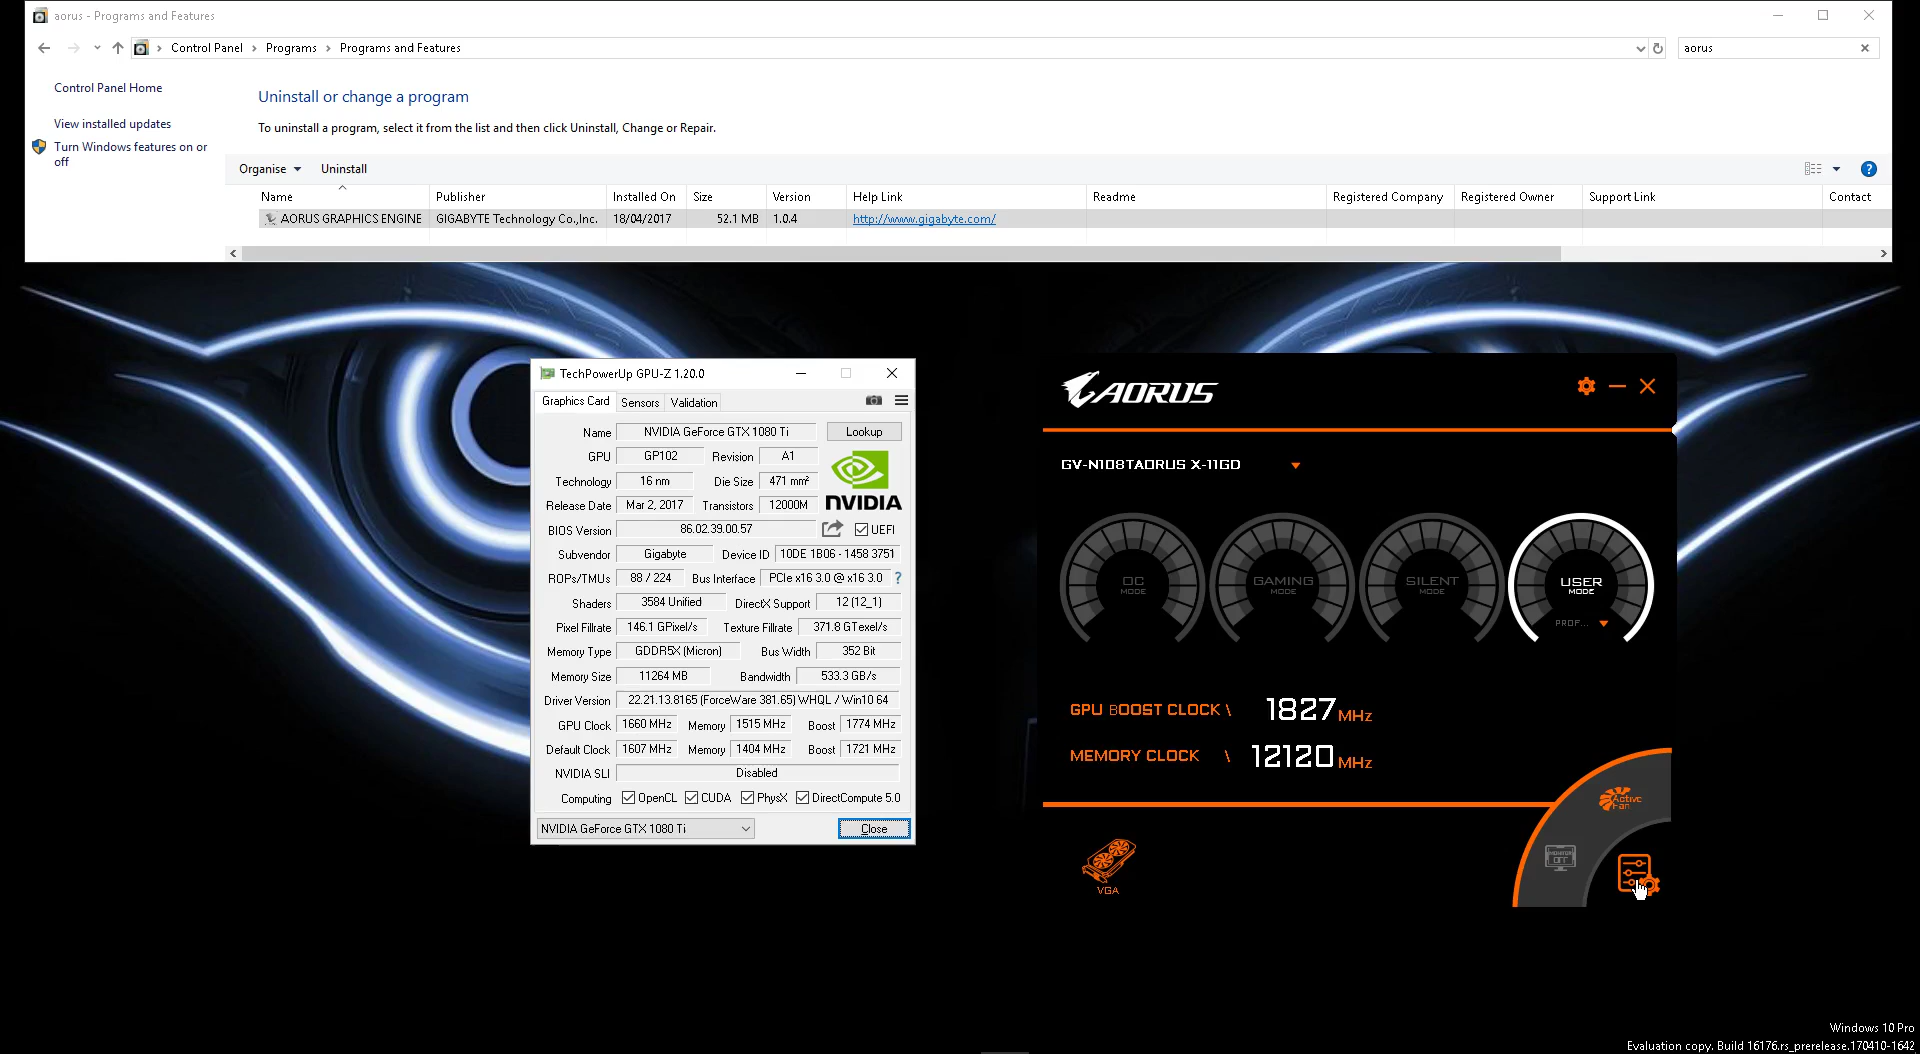 aorus - Programs and Features
Control Panel > Programs > Programs and Features
aorus
Control Panel Home
View installed updates
Turn Windows features on or off
Uninstall or change a program
To uninstall a program, select it from the list and then click Uninstall, Change or Repair.
Organise Uninstall
Name Publisher Installed On Size Version Help Link Readme Registered Company Registered Owner Support Link Contact
AORUS GRAPHICS ENGINE GIGABYTE Technology Co.,Inc. 18/04/2017 52.1 MB 1.0.4 http://www.gigabyte.com/
TechPowerUp GPU-Z 1.20.0
Graphics Card Sensors Validation
Name NVIDIA GeForce GTX 1080 Ti Lookup
GPU GP102 Revision A1
Technology 16 nm Die Size 471 mm²
Release Date Mar 2, 2017 Transistors 12000M
NVIDIA
BIOS Version 86.02.39.00.57 UEFI
Subvendor Gigabyte Device ID 10DE 1B06 - 1458 3751
ROPs/TMUs 88 / 224 Bus Interface PCIe x16 3.0 @ x16 3.0 ?
Shaders 3584 Unified DirectX Support 12 (12_1)
Pixel Fillrate 146.1 GPixel/s Texture Fillrate 371.8 GTexel/s
Memory Type GDDR5X (Micron) Bus Width 352 Bit
Memory Size 11264 MB Bandwidth 533.3 GB/s
Driver Version 22.21.13.8165 (ForceWare 381.65) WHQL / Win10 64
GPU Clock 1660 MHz Memory 1515 MHz Boost 1774 MHz
Default Clock 1607 MHz Memory 1404 MHz Boost 1721 MHz
NVIDIA SLI Disabled
Computing OpenCL CUDA PhysX DirectCompute 5.0
NVIDIA GeForce GTX 1080 Ti Close
AORUS
GV-N108TAORUS X-11GD
OC MODE
GAMING MODE
SILENT MODE
USER MODE
PROF...
GPU BOOST CLOCK \ 1827 MHz
MEMORY CLOCK \ 12120 MHz
Active Fan
MONITOR OFF
VGA
Windows 10 Pro
Evaluation copy. Build 16176.rs_prerelease.170410-1642